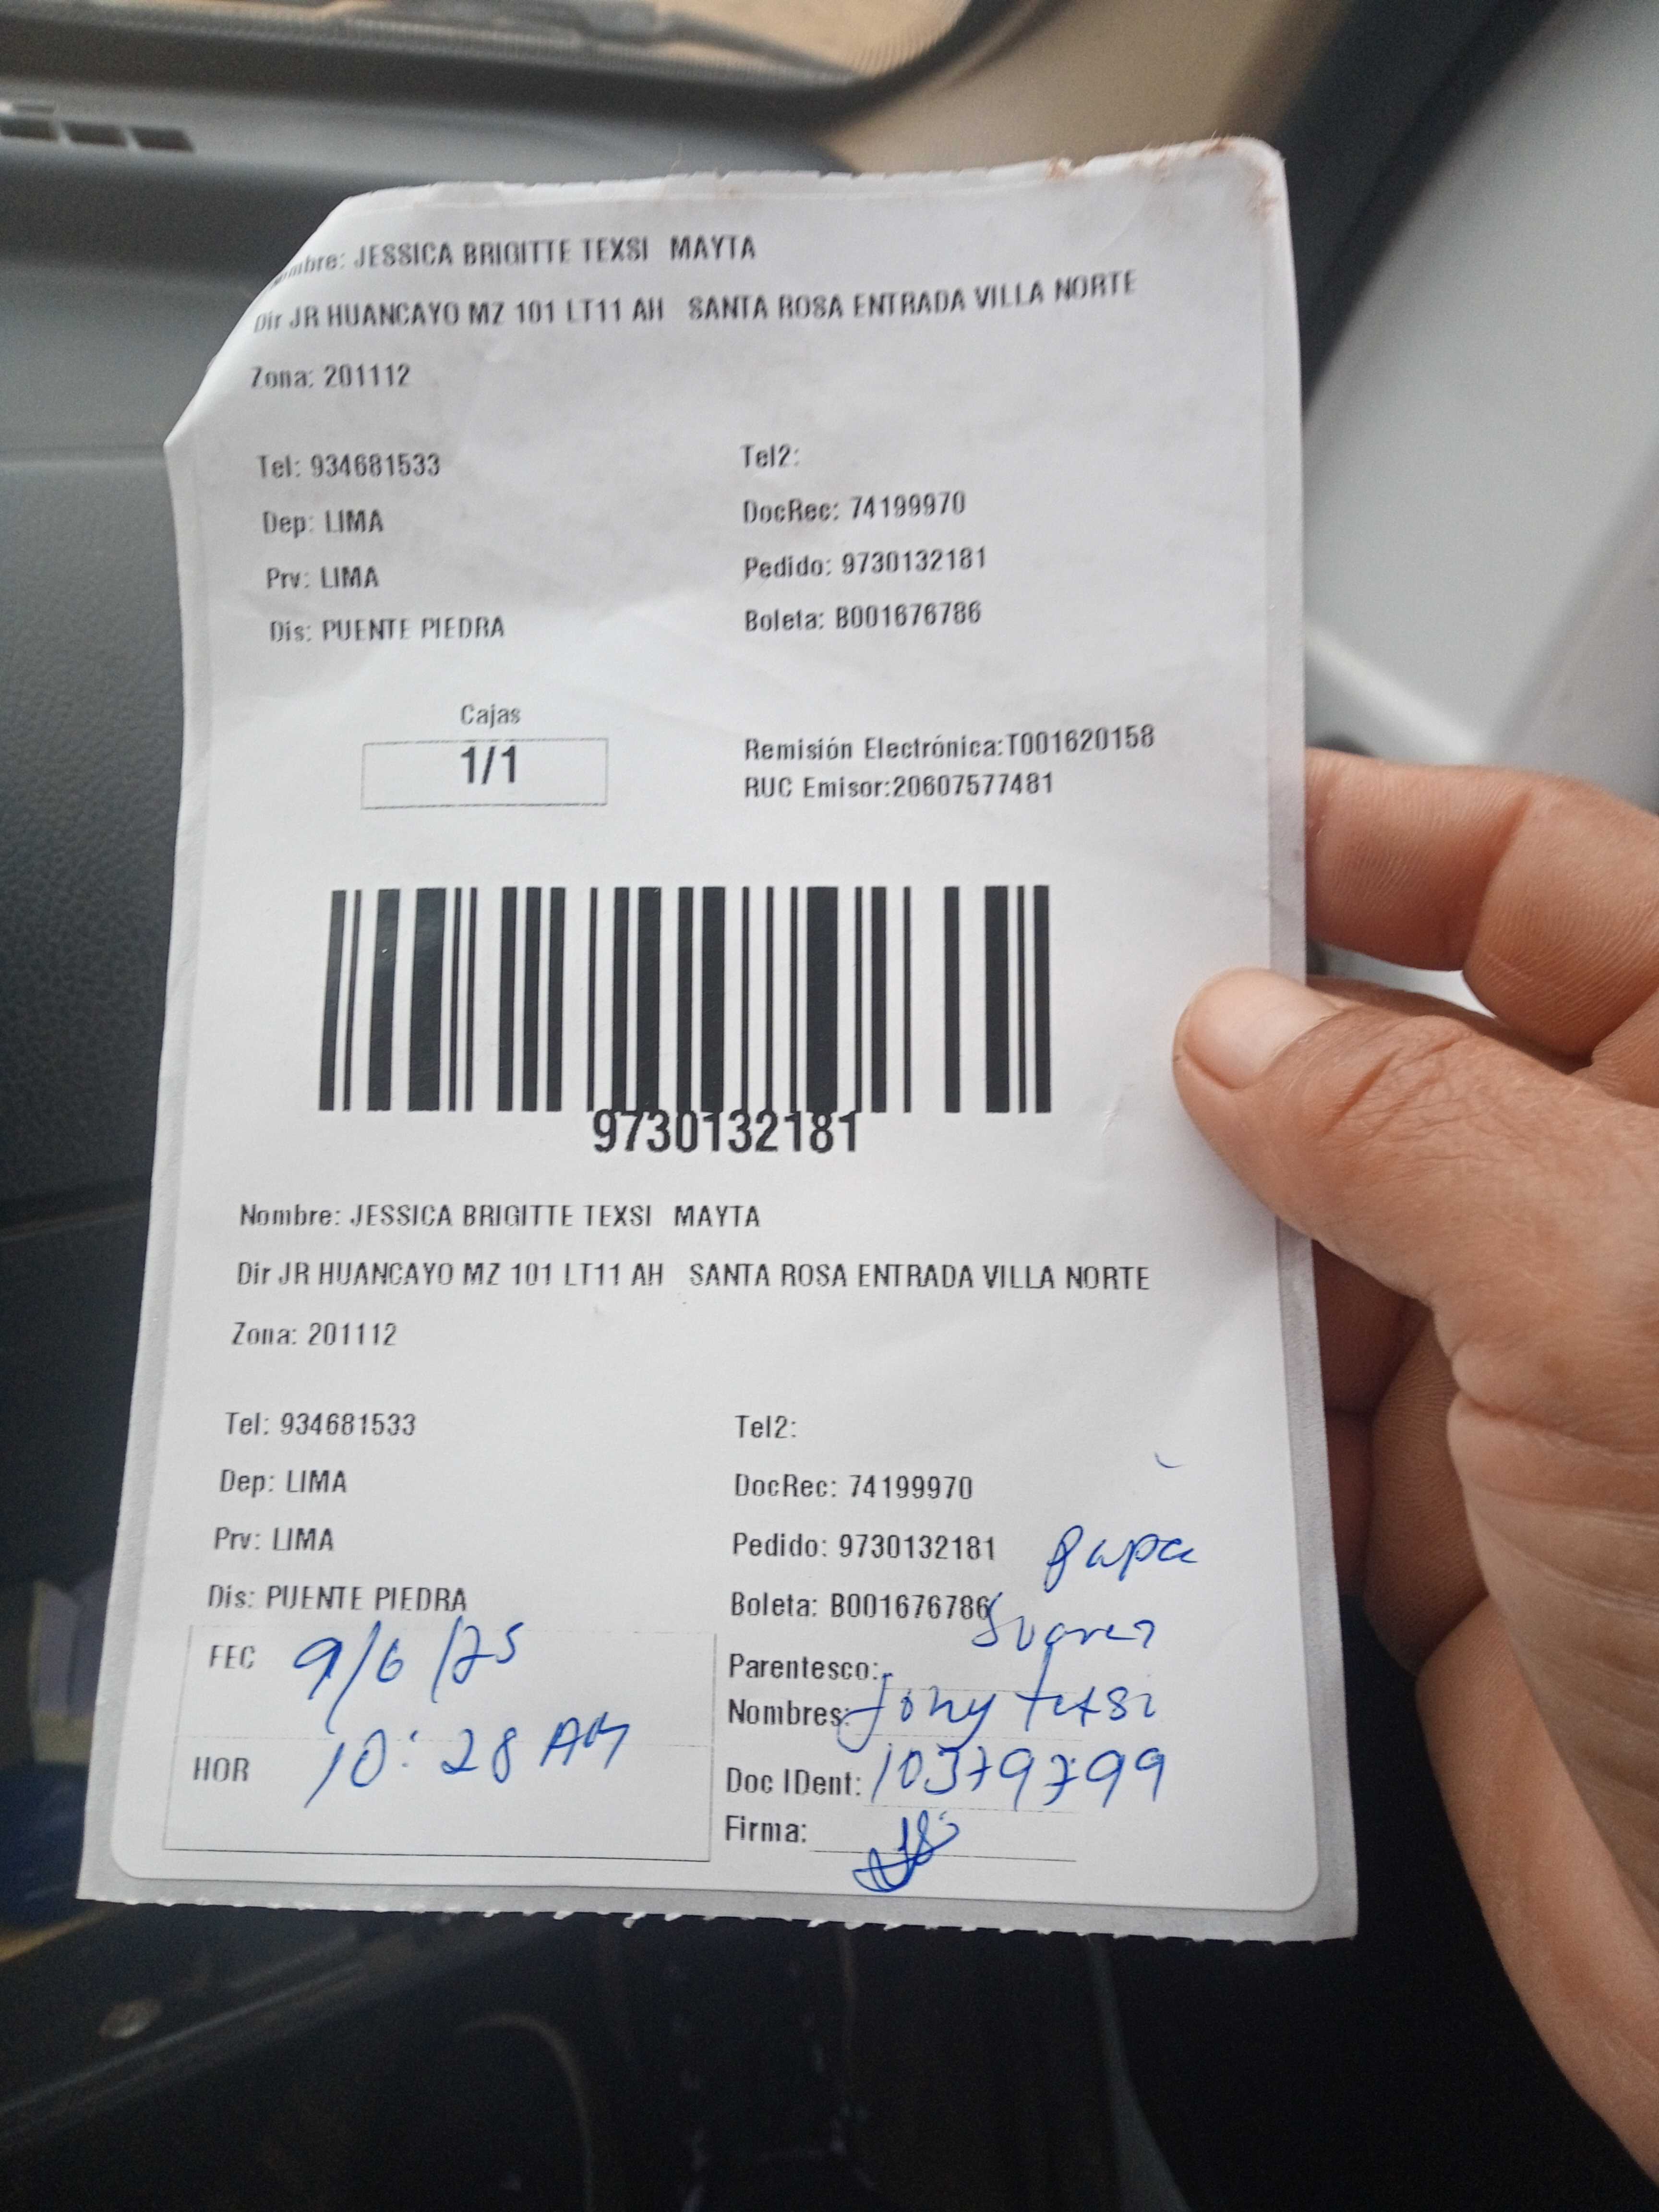 mbre: JESSICA BRIGITTE TEXSI MAYTA
Dir JR HUANCAYO MZ 101 LT11 AH SANTA ROSA ENTRADA VILLA NORTE
Zona: 201112
Tel: 934681533 Tel2:
Dep: LIMA DocRec: 74199970
Prv: LIMA Pedido: 9730132181
Dis: PUENTE PIEDRA Boleta: B001676786
Cajas
1/1
Remisión Electrónica:T001620158
RUC Emisor:20607577481
9730132181
Nombre: JESSICA BRIGITTE TEXSI MAYTA
Dir JR HUANCAYO MZ 101 LT11 AH SANTA ROSA ENTRADA VILLA NORTE
Zona: 201112
Tel: 934681533 Tel2:
Dep: LIMA DocRec: 74199970
Prv: LIMA Pedido: 9730132181 papa
Dis: PUENTE PIEDRA Boleta: B001676786
FEC 9/6/25 Suarez
Parentesco:
Nombres: Jony texsi
HOR 10:28 AM Doc IDent: 10379799
Firma: